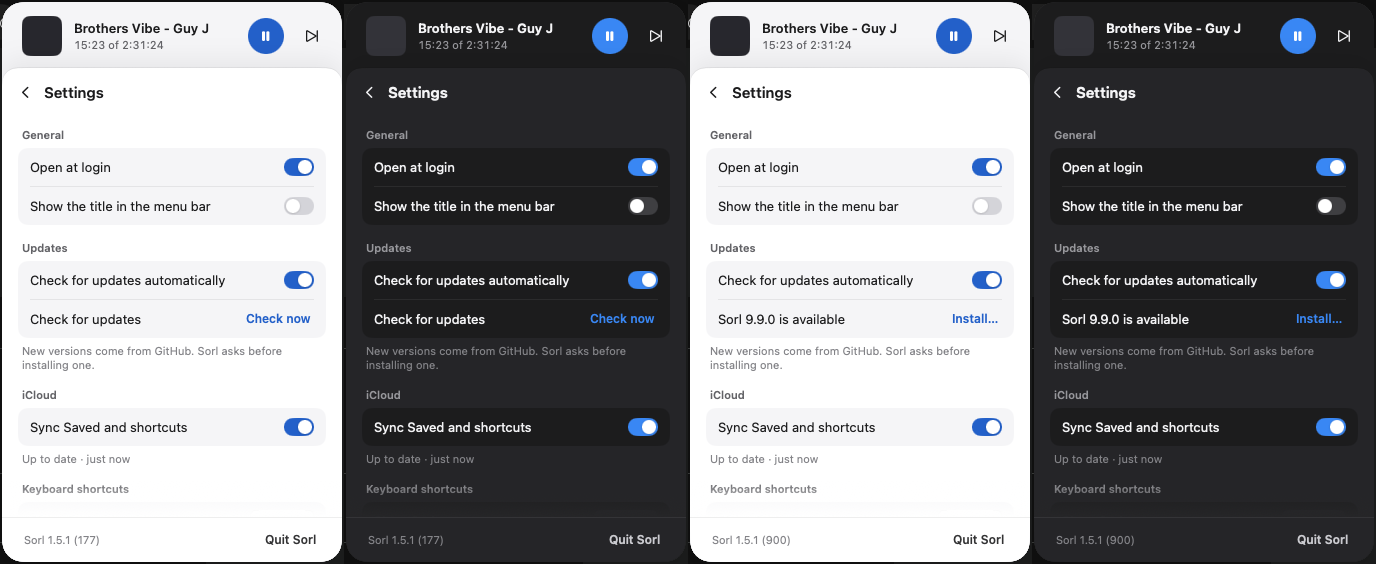 Brothers Vibe - Guy J
15:23 of 2:31:24
Settings
General
Open at login
Show the title in the menu bar
Updates
Check for updates automatically
Check for updates
Check now
New versions come from GitHub. Sorl asks before
installing one.
iCloud
Sync Saved and shortcuts
Up to date · just now
Keyboard shortcuts
Sorl 1.5.1 (177)
Quit Sorl
Brothers Vibe - Guy J
15:23 of 2:31:24
Settings
General
Open at login
Show the title in the menu bar
Updates
Check for updates automatically
Check for updates
Check now
New versions come from GitHub. Sorl asks before
installing one.
iCloud
Sync Saved and shortcuts
Up to date · just now
Keyboard shortcuts
Sorl 1.5.1 (177)
Quit Sorl
Brothers Vibe - Guy J
15:23 of 2:31:24
Settings
General
Open at login
Show the title in the menu bar
Updates
Check for updates automatically
Sorl 9.9.0 is available
Install...
New versions come from GitHub. Sorl asks before
installing one.
iCloud
Sync Saved and shortcuts
Up to date · just now
Keyboard shortcuts
Sorl 1.5.1 (900)
Quit Sorl
Brothers Vibe - Guy J
15:23 of 2:31:24
Settings
General
Open at login
Show the title in the menu bar
Updates
Check for updates automatically
Sorl 9.9.0 is available
Install...
New versions come from GitHub. Sorl asks before
installing one.
iCloud
Sync Saved and shortcuts
Up to date · just now
Keyboard shortcuts
Sorl 1.5.1 (900)
Quit Sorl